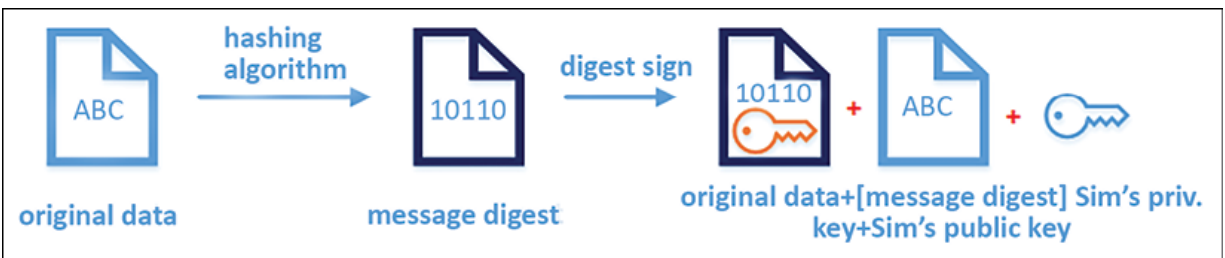 hashing
algorithm
digest sign
ABC
10110
10110
+
ABC
+
original data
message digest
original data+[message digest] Sim's priv.
key+Sim's public key